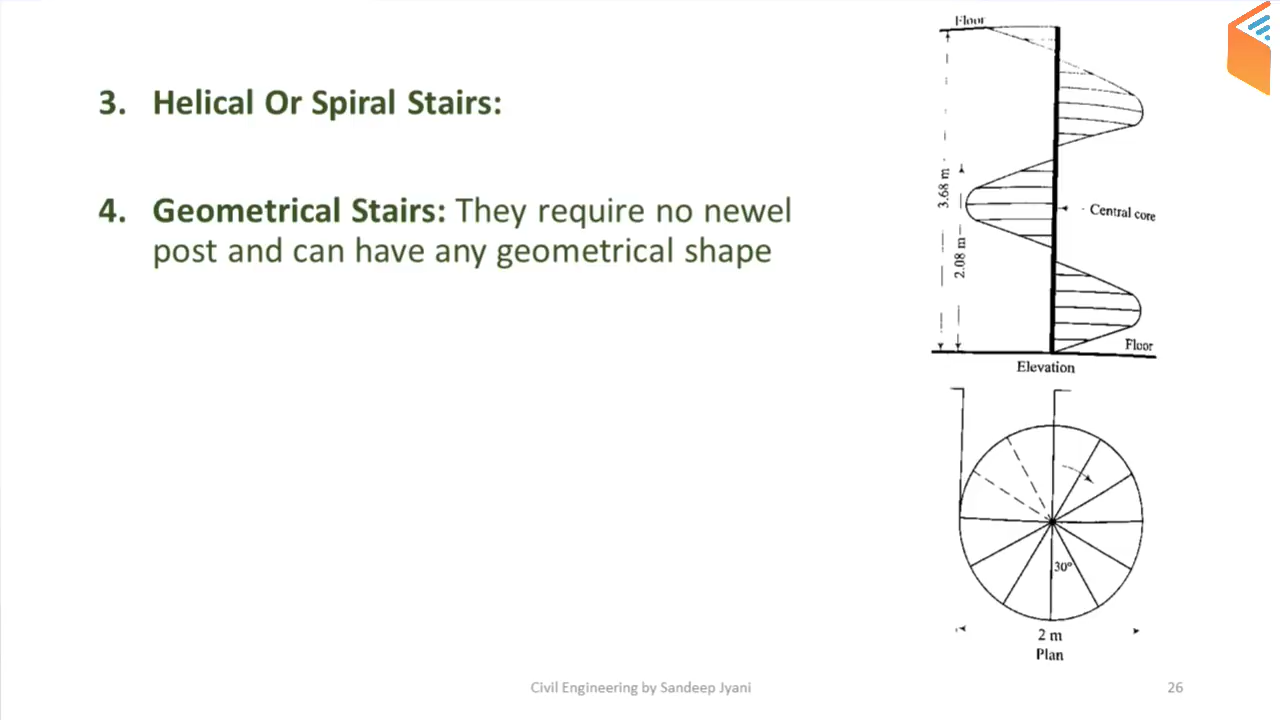 3. Helical Or Spiral Stairs:
4. Geometrical Stairs: They require no newel
post and can have any geometrical shape
Floor
3.68 m
2.08 m
Central core
Floor
Elevation
30°
2 m
Plan
Civil Engineering by Sandeep Jyani
26